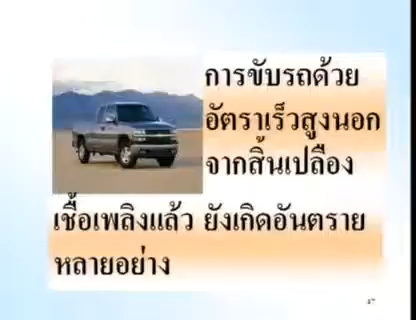 การขับรถด้วย
อัตราเร็วสูงนอก
จากสิ้นเปลือง
เชื้อเพลิงแล้ว ยังเกิดอันตราย
หลายอย่าง
47